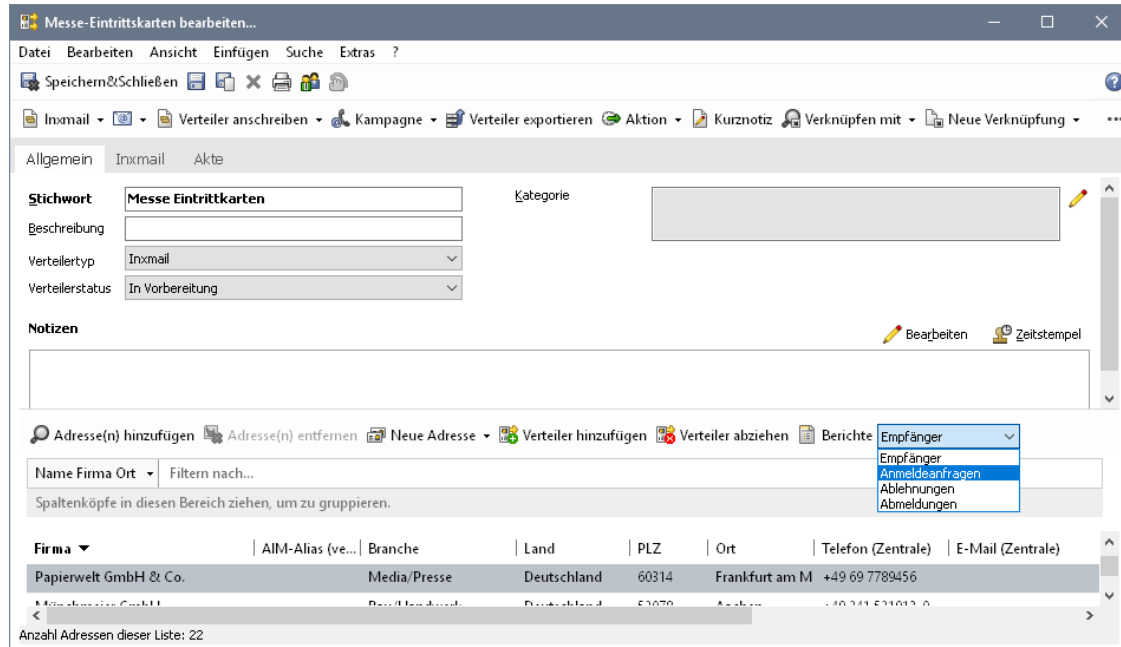 Messe-Eintrittskarten bearbeiten...
Datei Bearbeiten Ansicht Einfügen Suche Extras ?
Speichern&Schließen
Inxmail Verteiler anschreiben Kampagne Verteiler exportieren Aktion Kurznotiz Verknüpfen mit Neue Verknüpfung
Allgemein Inxmail Akte
Stichwort Messe Eintrittkarten Kategorie
Beschreibung
Verteilertyp Inxmail
Verteilerstatus In Vorbereitung
Notizen Bearbeiten Zeitstempel
Adresse(n) hinzufügen Adresse(n) entfernen Neue Adresse Verteiler hinzufügen Verteiler abziehen Berichte Empfänger
Empfänger
Anmeldeanfragen
Ablehnungen
Abmeldungen
Name Firma Ort Filtern nach...
Spaltenköpfe in diesen Bereich ziehen, um zu gruppieren.
Firma AIM-Alias (ve... Branche Land PLZ Ort Telefon (Zentrale) E-Mail (Zentrale)
Papierwelt GmbH & Co. Media/Presse Deutschland 60314 Frankfurt am M +49 69 7789456
Anzahl Adressen dieser Liste: 22